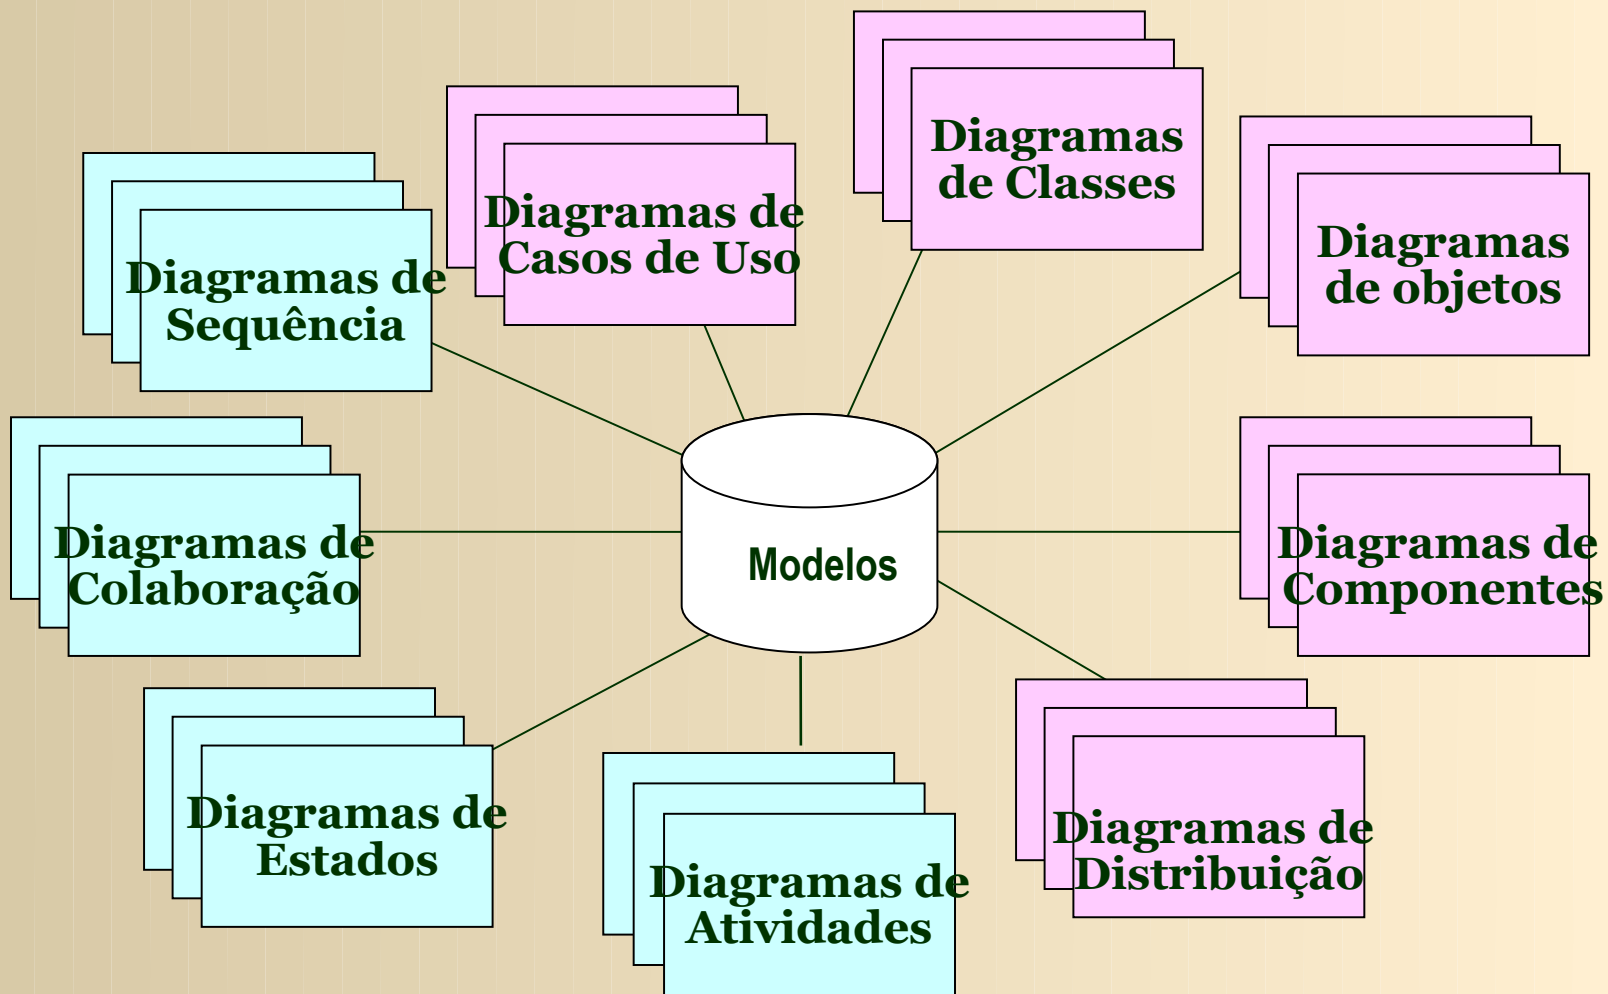 Diagramas
de Classes
Diagramas de
Casos de Uso
Diagramas
de objetos
Diagramas de
Sequência
Diagramas de
Colaboração
Modelos
Diagramas de
Componentes
Diagramas de
Estados
Diagramas de
Atividades
Diagramas de
Distribuição